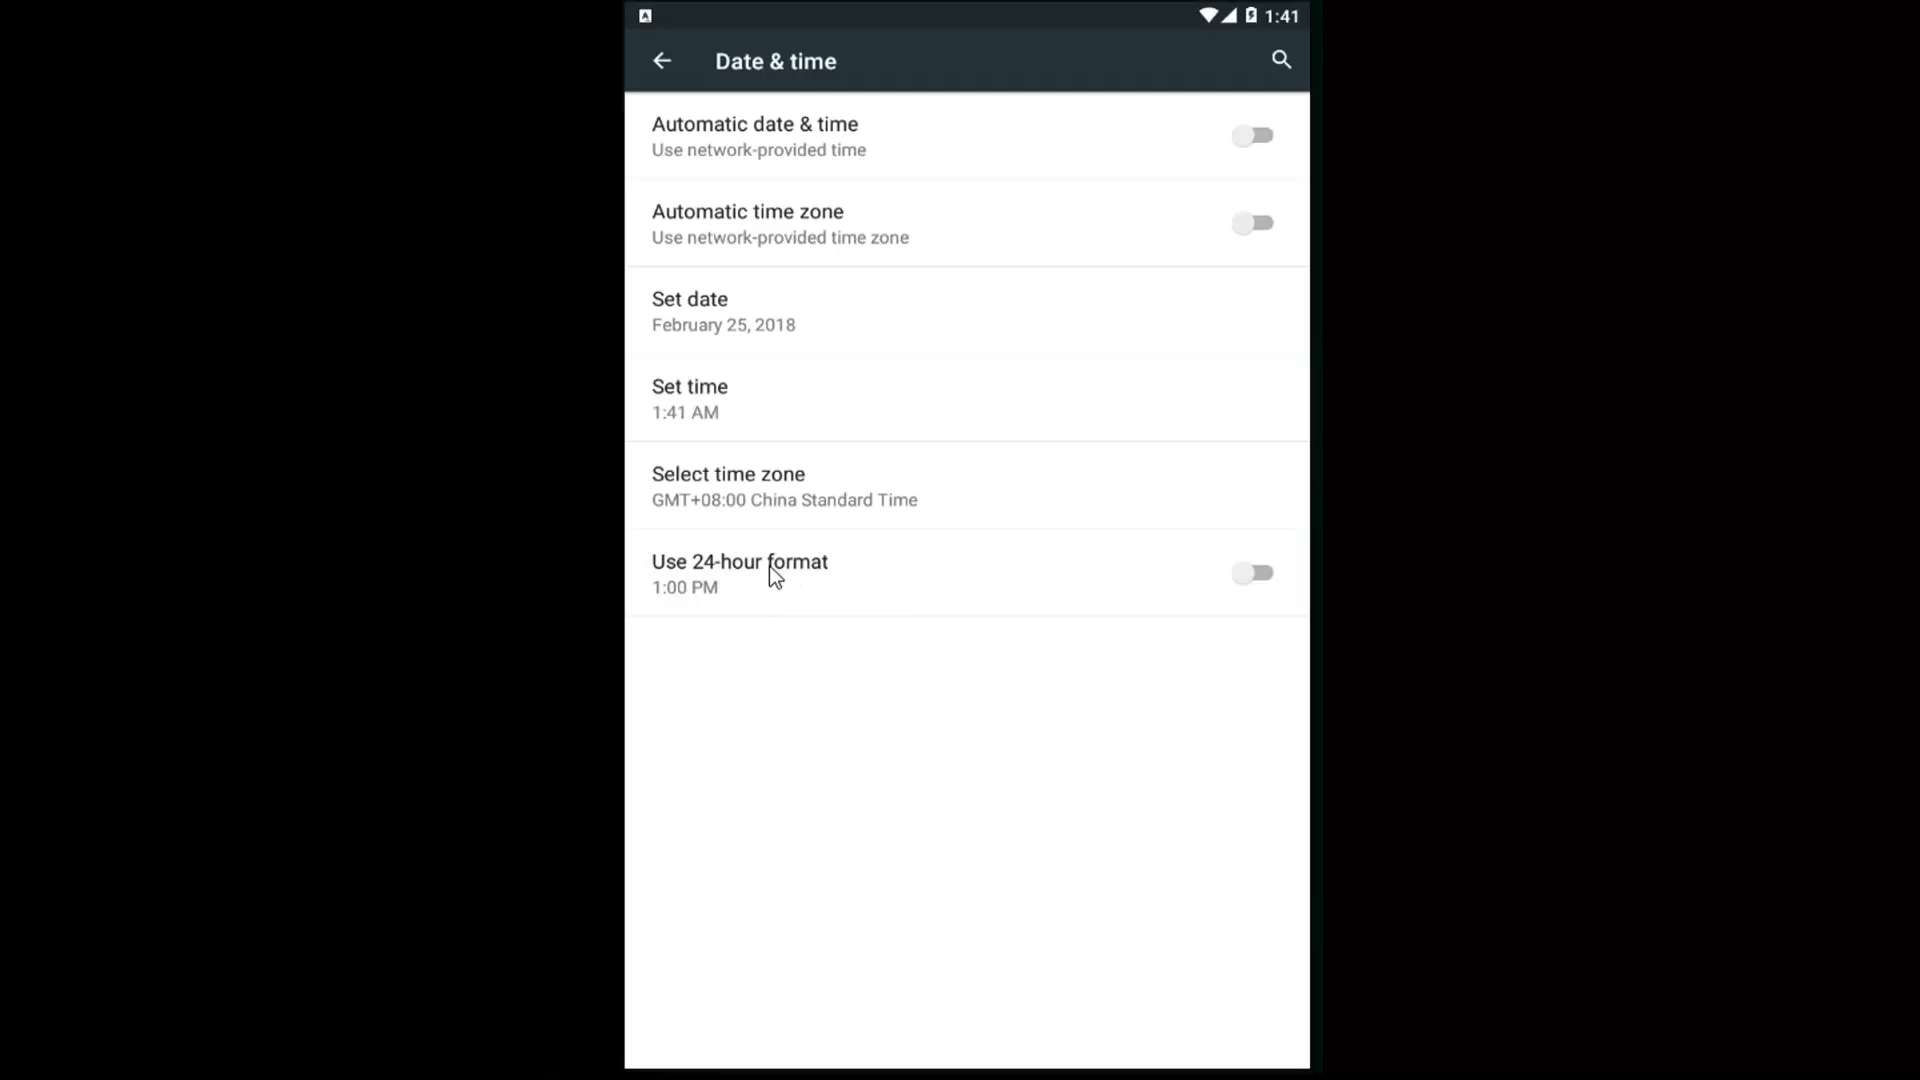 1:41
Date & time
Automatic date & time
Use network-provided time
Automatic time zone
Use network-provided time zone
Set date
February 25, 2018
Set time
1:41 AM
Select time zone
GMT+08:00 China Standard Time
Use 24-hour format
1:00 PM